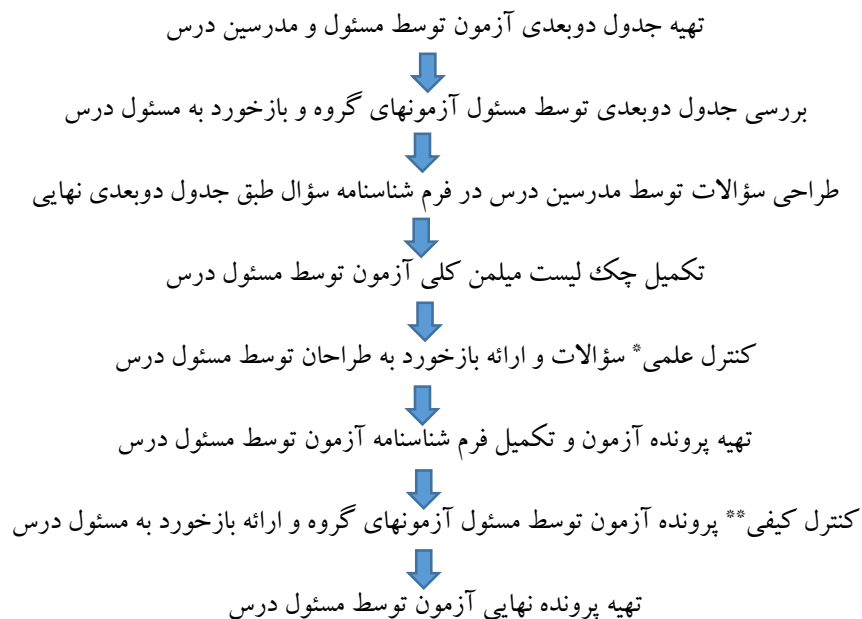 تهیه جدول دوبعدی آزمون توسط مسئول و مدرسین درس
بررسی جدول دوبعدی توسط مسئول آزمونهای گروه و بازخورد به مسئول درس
طراحی سؤالات توسط مدرسین درس در فرم شناسنامه سؤال طبق جدول دوبعدی نهایی
تکمیل چک لیست میلمن کلی آزمون توسط مسئول درس
کنترل علمی* سؤالات و ارائه بازخورد به طراحان توسط مسئول درس
تهیه پرونده آزمون و تکمیل فرم شناسنامه آزمون توسط مسئول درس
کنترل کیفی** پرونده آزمون توسط مسئول آزمونهای گروه و ارائه بازخورد به مسئول درس
تهیه پرونده نهایی آزمون توسط مسئول درس